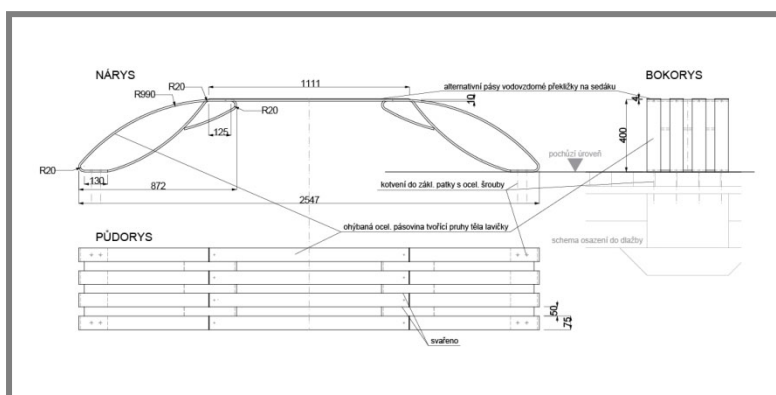 NÁRYS
R20
1111
alternativní pásy vodovzdorné překližky na sedáku
BOKORYS
R990
10
4
R20
125
400
pochůzí úroveň
R20
130
872
kotvení do zákl. patky s ocel. šrouby
2547
ohýbaná ocel. pásovina tvořící pruhy těla lavičky
PŮDORYS
schema osazení do dlažby
50
75
svařeno